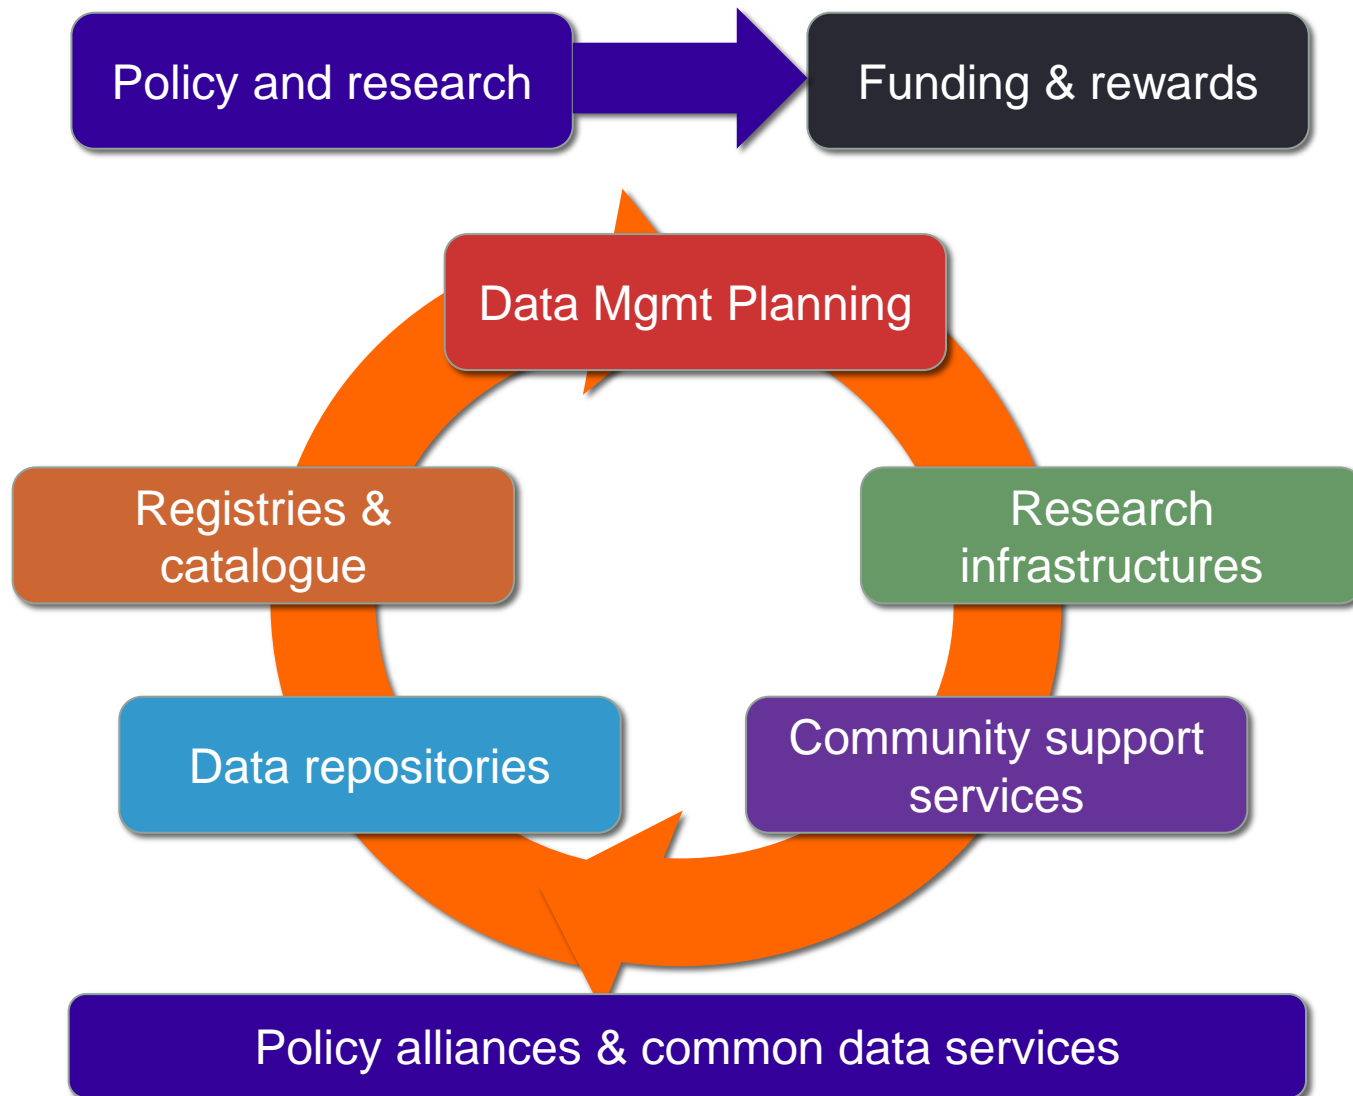 Policy and research
Funding & rewards
Data Mgmt Planning
Registries &
catalogue
Research
infrastructures
Data repositories
Community support
services
Policy alliances & common data services